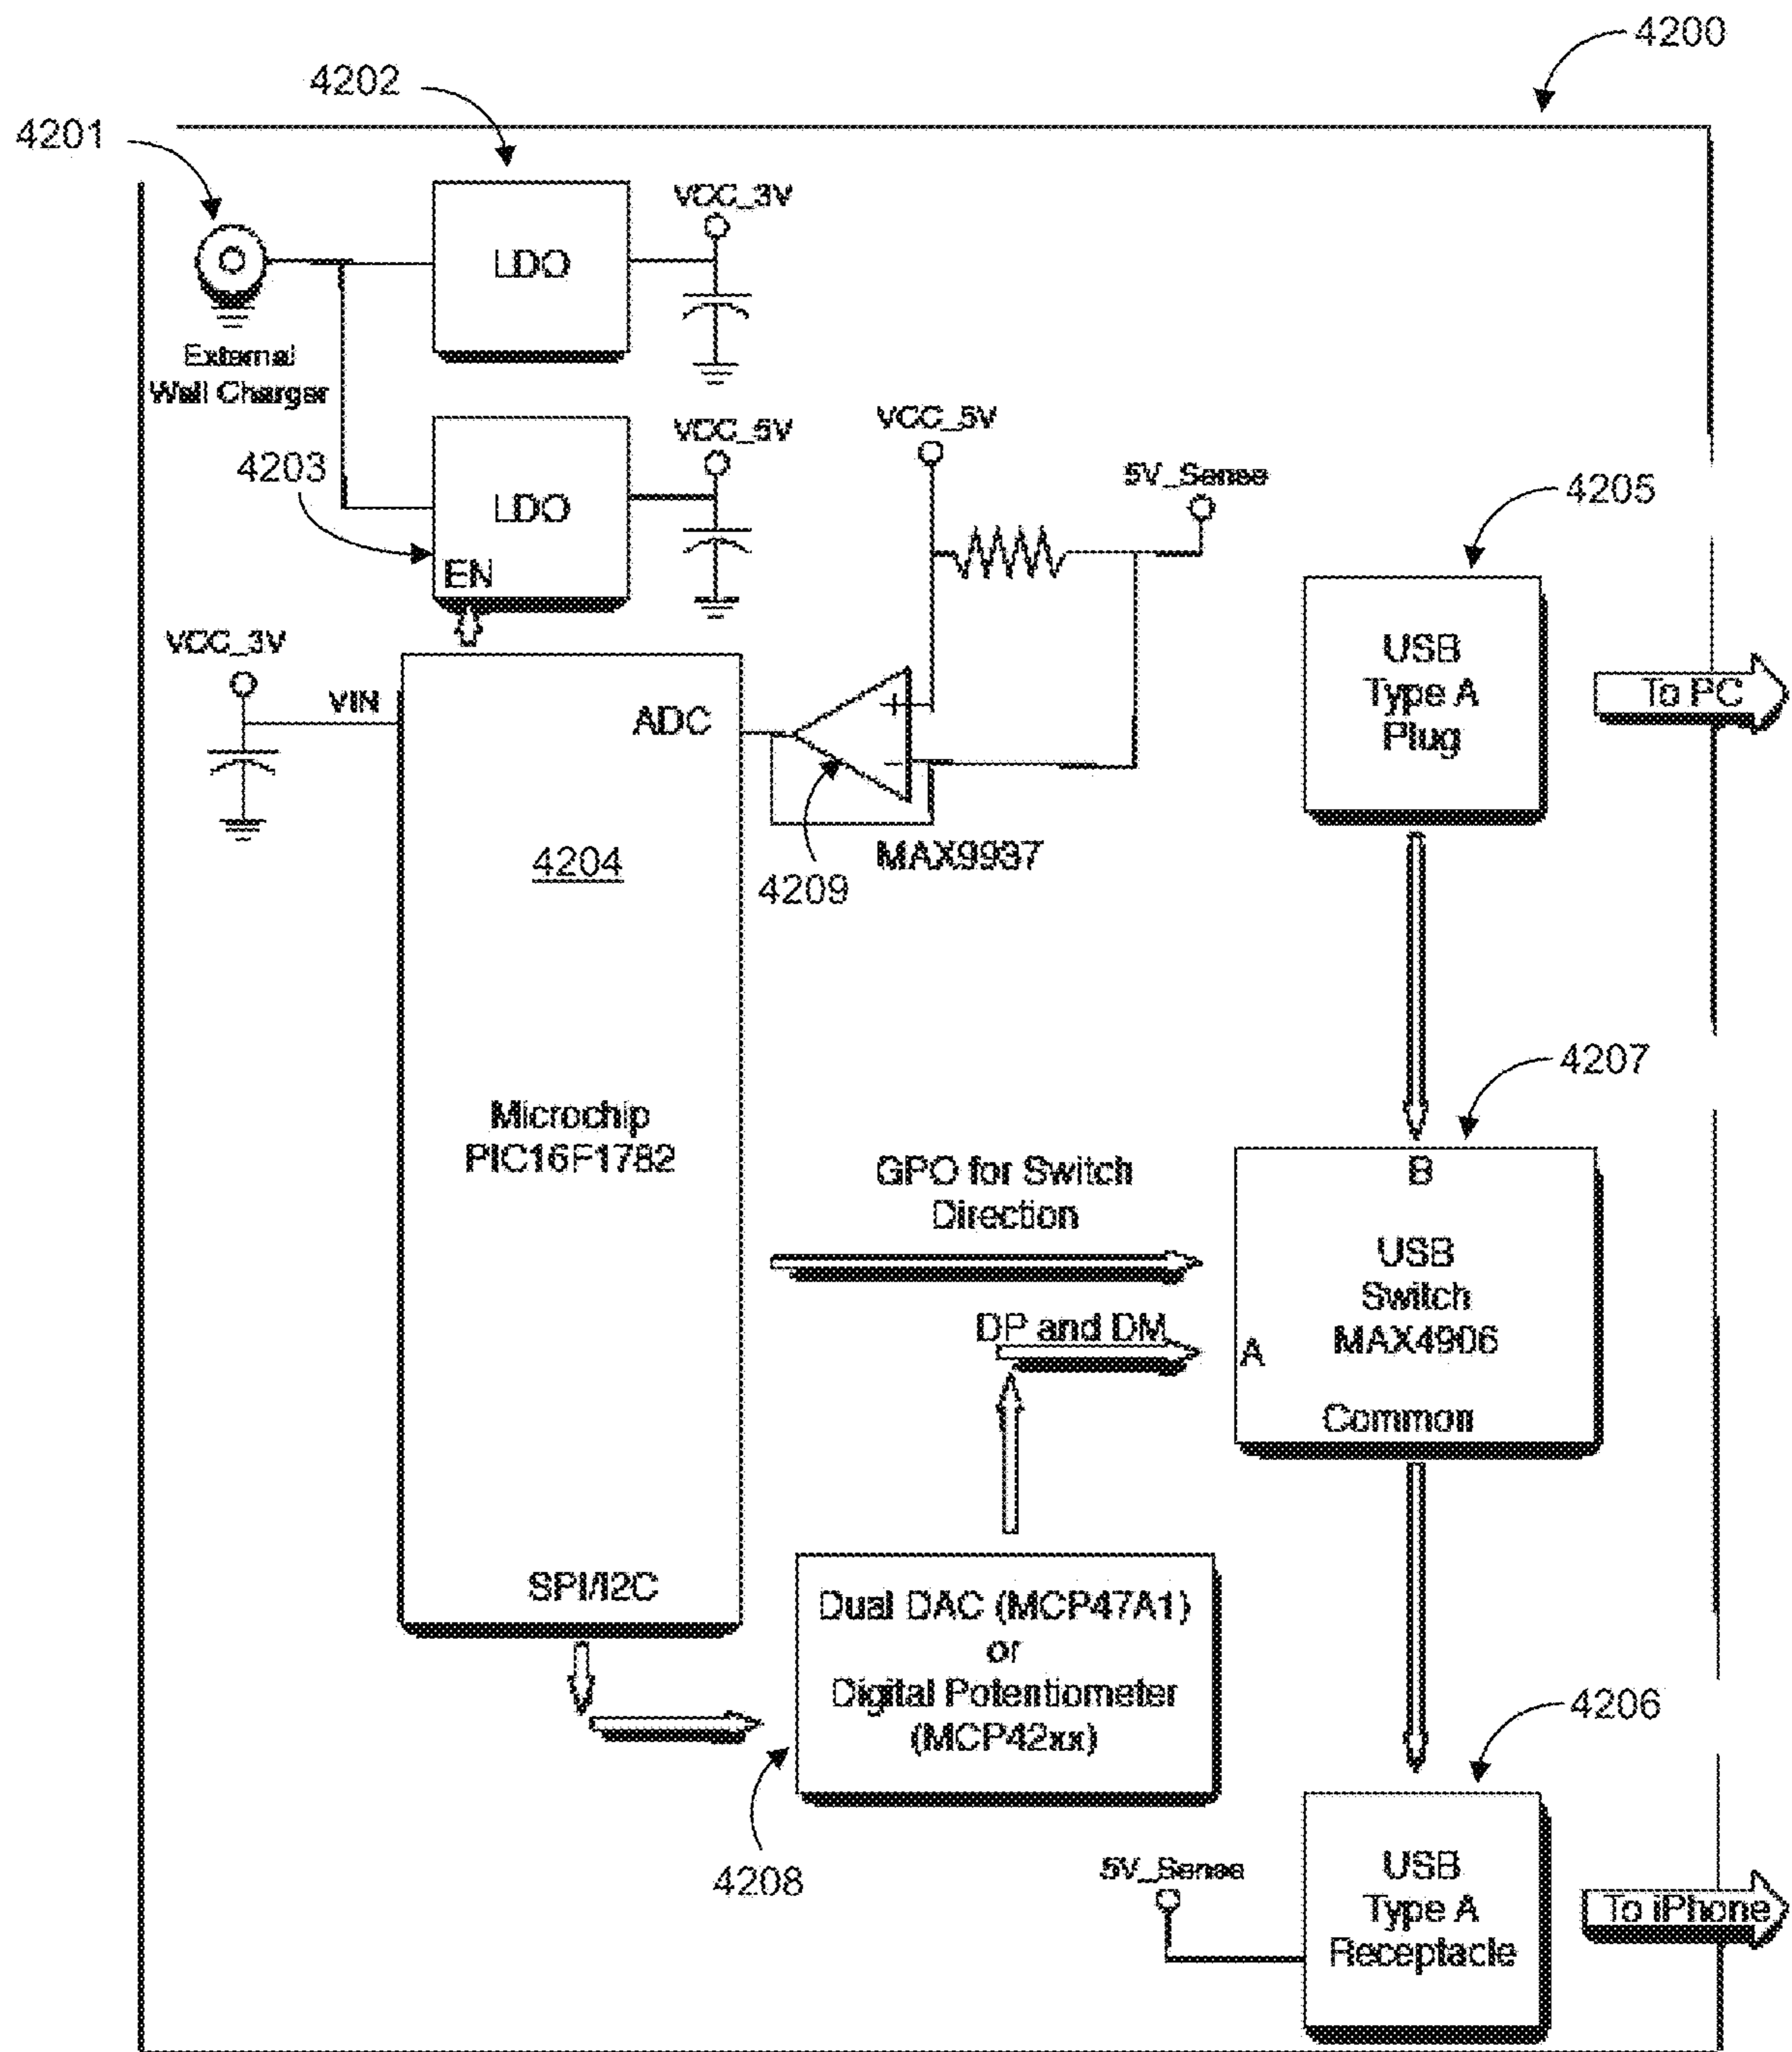 4200
4202
4201
VCC_3V
LDO
External
Wall Charger
VCC_5V
VCC_5V
4203
LDO
5V_Sense
4205
EN
VCC_3V
USB
Type A
Plug
To PC
VIN
ADC
+
-
4204
MAX9937
4209
4207
Microchip
PIC16F1782
GPO for Switch
Direction
B
USB
Switch
MAX4906
DP and DM
A
Common
SPI/I2C
Dual DAC (MCP47A1)
or
Digital Potentiometer
(MCP42xx)
4206
4208
5V_Sense
USB
Type A
Receptacle
To iPhone